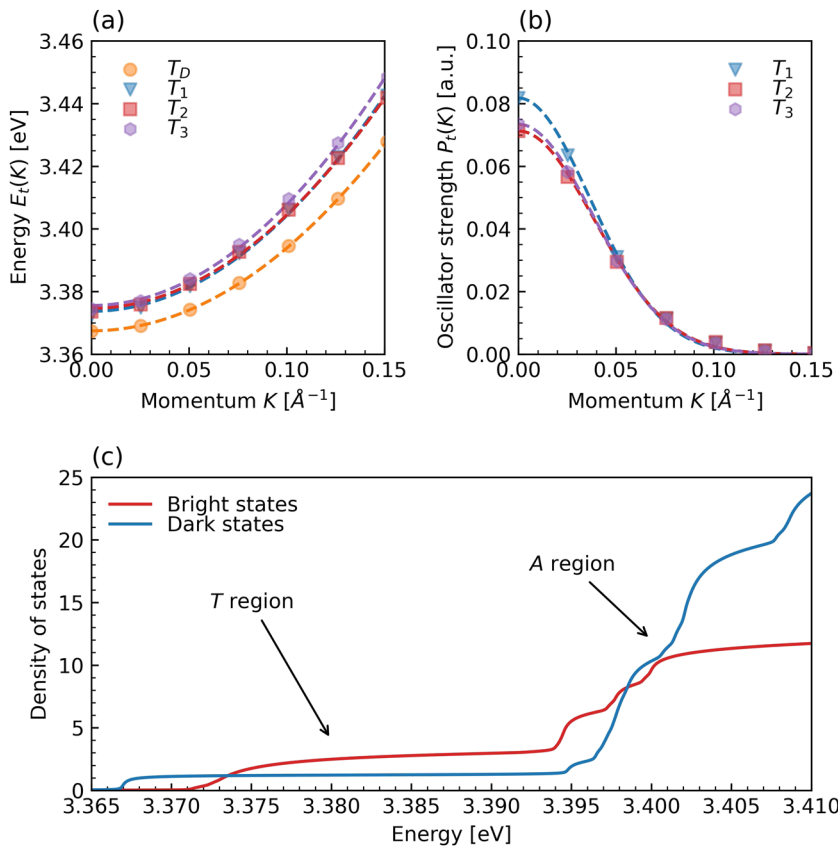 (a)
Energy E_t(K) [eV]
3.46
3.44
3.42
3.40
3.38
3.36
T_D
T_1
T_2
T_3
0.00 0.05 0.10 0.15
Momentum K [Å⁻¹]
(b)
Oscillator strength P_t(K) [a.u.]
0.10
0.08
0.06
0.04
0.02
0.00
T_1
T_2
T_3
0.00 0.05 0.10 0.15
Momentum K [Å⁻¹]
(c)
Density of states
25
20
15
10
5
0
Bright states
Dark states
T region
A region
3.365 3.370 3.375 3.380 3.385 3.390 3.395 3.400 3.405 3.410
Energy [eV]